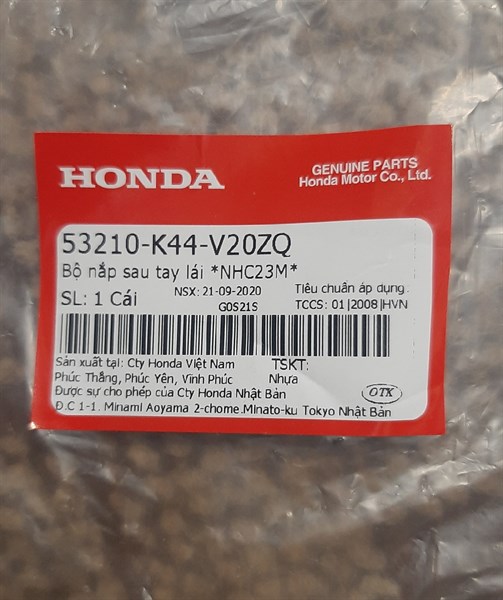 HONDA
GENUINE PARTS
Honda Motor Co., Ltd.
53210-K44-V20ZQ
Bộ nắp sau tay lái *NHC23M*
SL: 1 Cái
NSX: 21-09-2020
G0S21S
Tiêu chuẩn áp dụng:
TCCS: 01|2008|HVN
Sản xuất tại: Cty Honda Việt Nam
Phúc Thắng, Phúc Yên, Vĩnh Phúc
TSKT:
Nhựa
Được sự cho phép của Cty Honda Nhật Bản
Đ.C 1-1. Minami Aoyama 2-chome.Minato-ku Tokyo Nhật Bản
OTK